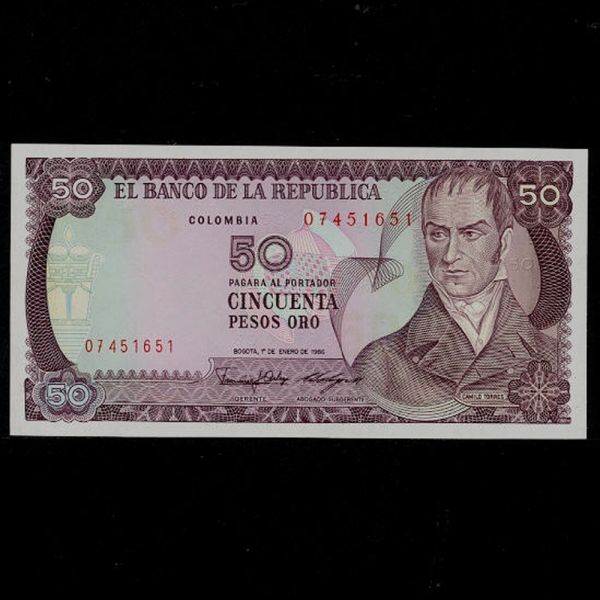 50
50
EL BANCO DE LA REPUBLICA
COLOMBIA 07451651
50
PAGARA AL PORTADOR
CINCUENTA
PESOS ORO
07451651
BOGOTA, 1º DE ENERO DE 1986
50
GERENTE ABOGADO SUBGERENTE
CAMILO TORRES
50